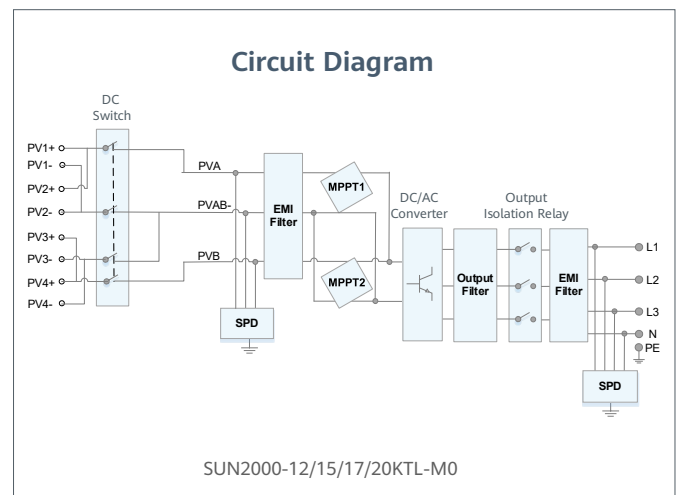 Circuit Diagram
DC
Switch
PV1+
PV1-
PV2+
PV2-
PV3+
PV3-
PV4+
PV4-
PVA
PVAB-
PVB
EMI
Filter
SPD
MPPT1
MPPT2
DC/AC
Converter
Output
Filter
Output
Isolation Relay
EMI
Filter
L1
L2
L3
N
PE
SPD
SUN2000-12/15/17/20KTL-M0